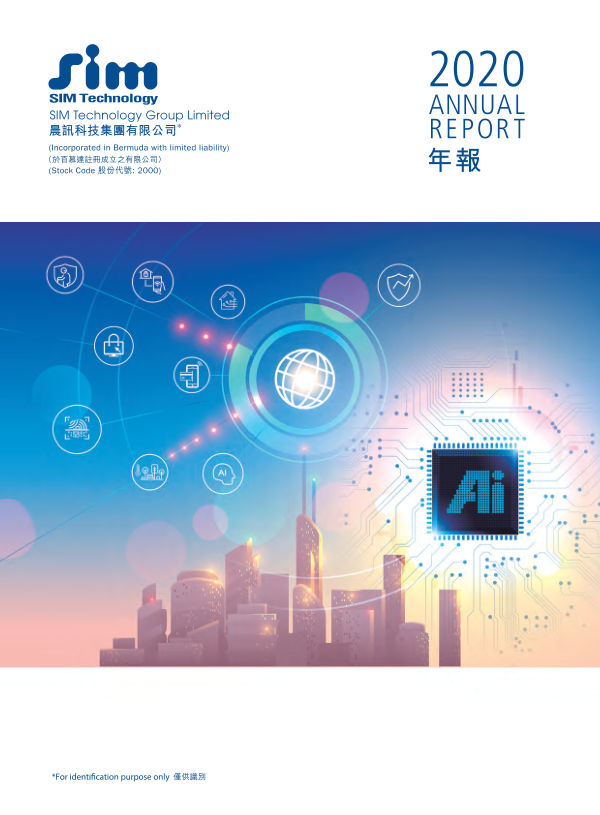 sim
SIM Technology
SIM Technology Group Limited
晨訊科技集團有限公司*
(Incorporated in Bermuda with limited liability)
(於百慕達註冊成立之有限公司)
(Stock Code 股份代號: 2000)
2020
ANNUAL
REPORT
年報
AI
Ai
*For identification purpose only 僅供識別